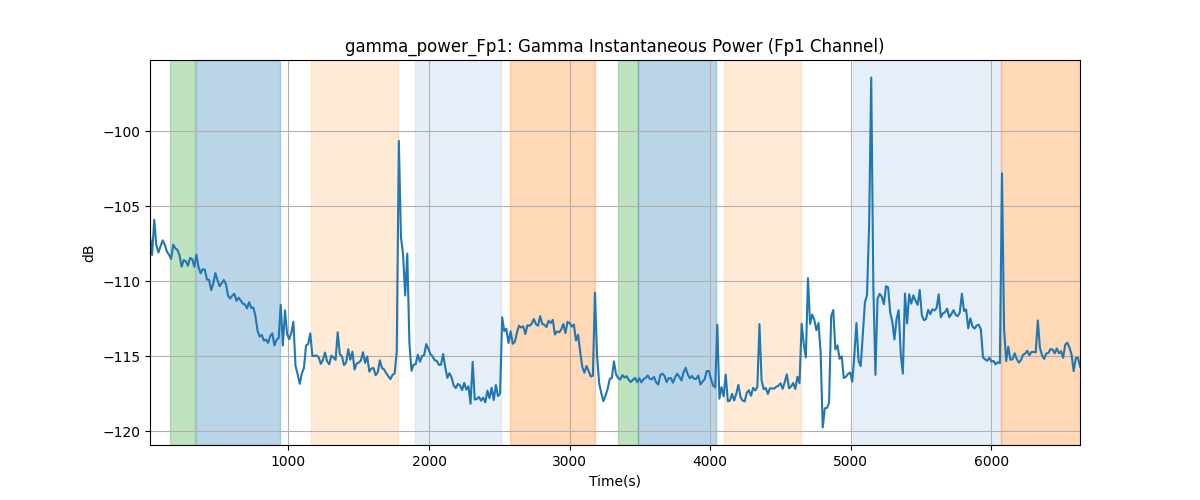 gamma_power_Fp1: Gamma Instantaneous Power (Fp1 Channel)
dB
−100
−105
−110
−115
−120
1000 2000 3000 4000 5000 6000
Time(s)